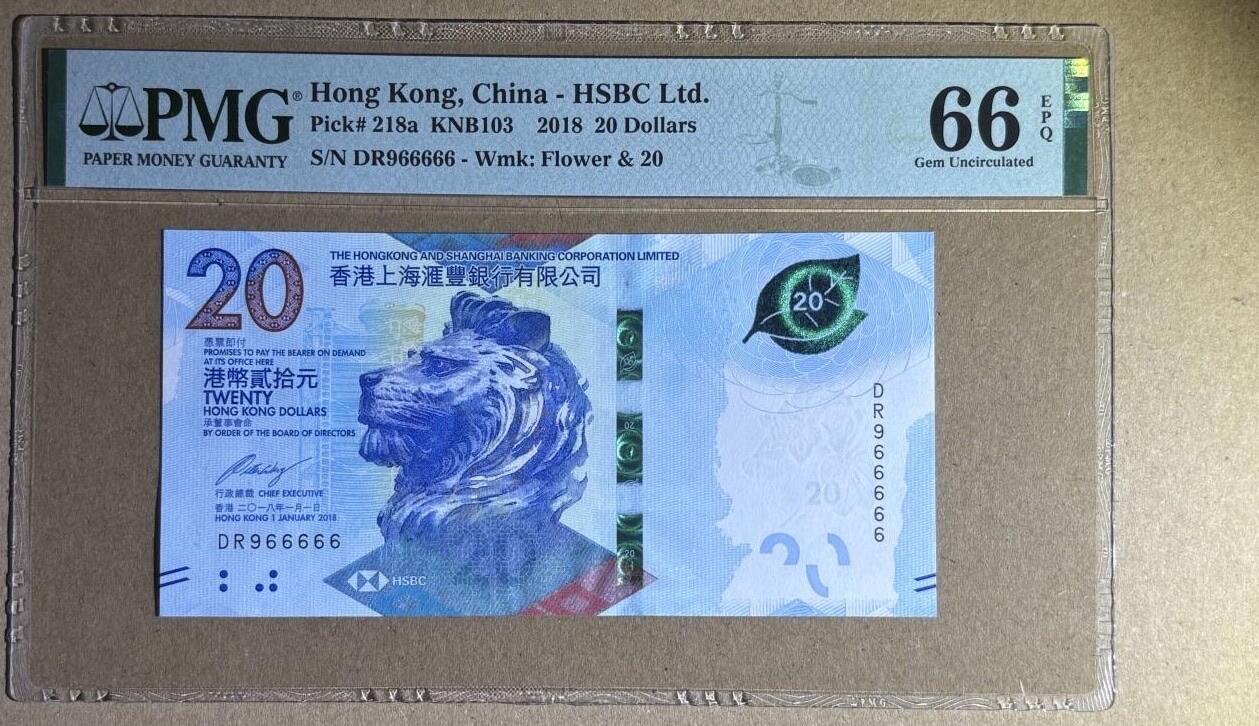 PMG®
PAPER MONEY GUARANTY
Hong Kong, China - HSBC Ltd.
Pick# 218a KNB103 2018 20 Dollars
S/N DR966666 - Wmk: Flower & 20
66
EPQ
Gem Uncirculated
20
THE HONGKONG AND SHANGHAI BANKING CORPORATION LIMITED
香港上海滙豐銀行有限公司
憑票即付
PROMISES TO PAY THE BEARER ON DEMAND
AT ITS OFFICE HERE
港幣貳拾元
TWENTY
HONG KONG DOLLARS
承董事會命
BY ORDER OF THE BOARD OF DIRECTORS
行政總裁 CHIEF EXECUTIVE
香港 二〇一八年一月一日
HONG KONG 1 JANUARY 2018
DR966666
HSBC
20
20
20
20
20
DR966666